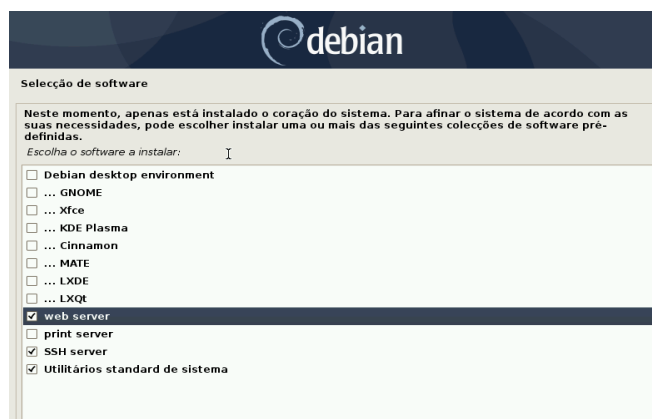 debian
Selecção de software
Neste momento, apenas está instalado o coração do sistema. Para afinar o sistema de acordo com as
suas necessidades, pode escolher instalar uma ou mais das seguintes colecções de software pré-
definidas.
Escolha o software a instalar:
Debian desktop environment
... GNOME
... Xfce
... KDE Plasma
... Cinnamon
... MATE
... LXDE
... LXQt
web server
print server
SSH server
Utilitários standard de sistema